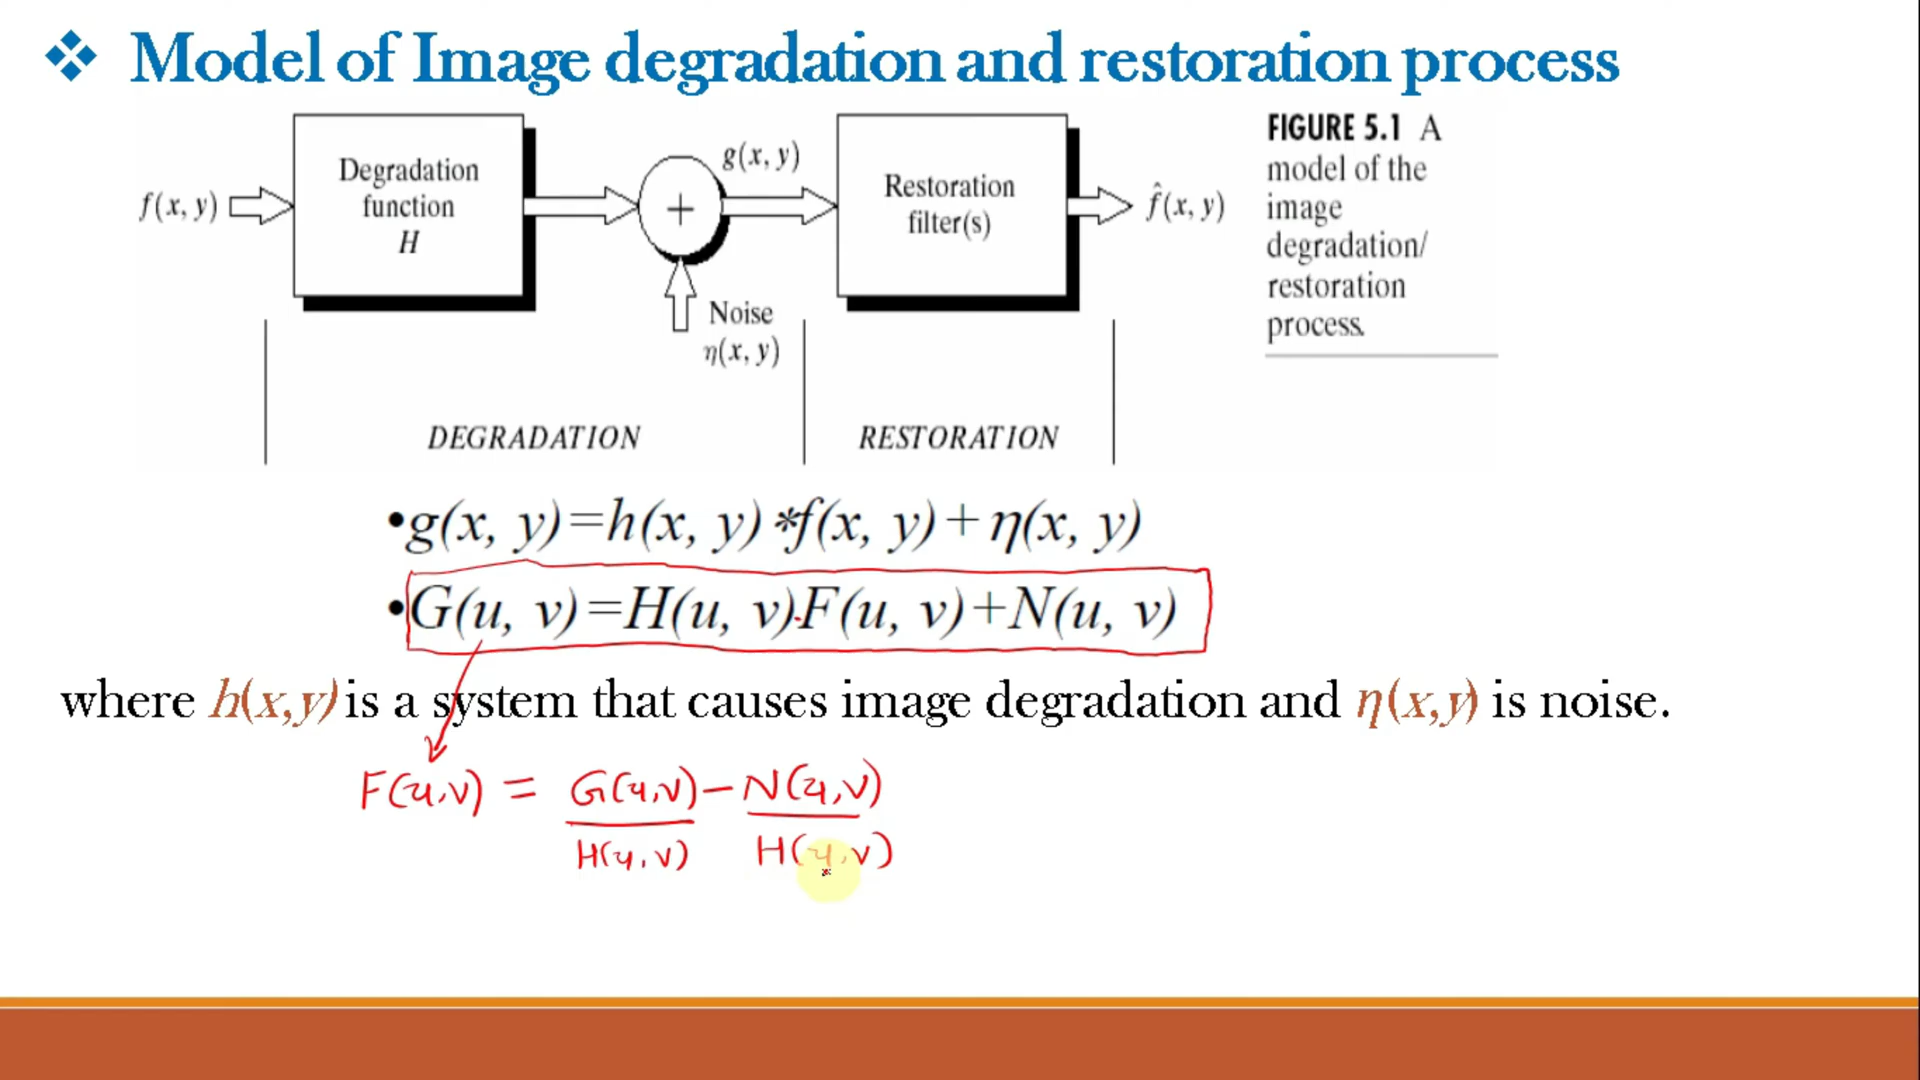 ❖ Model of Image degradation and restoration process
f(x, y)
Degradation
function
H
+
g(x, y)
Noise
η(x, y)
Restoration
filter(s)
f̂(x, y)
FIGURE 5.1 A
model of the
image
degradation/
restoration
process.
DEGRADATION
RESTORATION
•g(x, y)=h(x, y)*f(x, y)+η(x, y)
•G(u, v)=H(u, v).F(u, v)+N(u, v)
where h(x,y) is a system that causes image degradation and η(x,y) is noise.
F(u,v) = G(u,v) − N(u,v)
H(u,v) H(u,v)